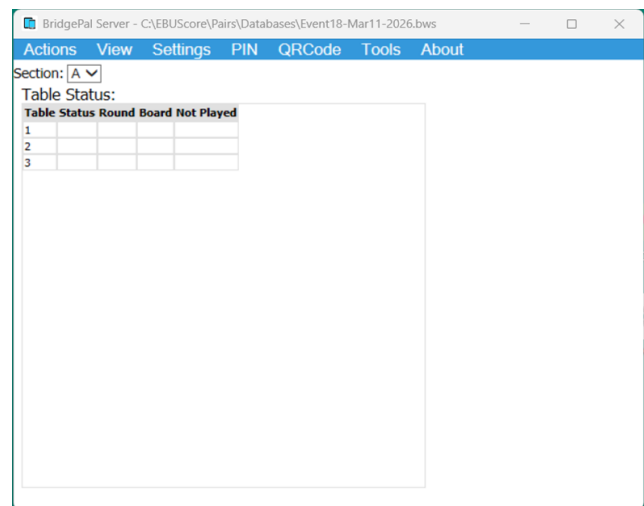 BridgePal Server - C:\EBUScore\Pairs\Databases\Event18-Mar11-2026.bws
Actions View Settings PIN QRCode Tools About
Section: A
Table Status:
Table Status Round Board Not Played
1
2
3